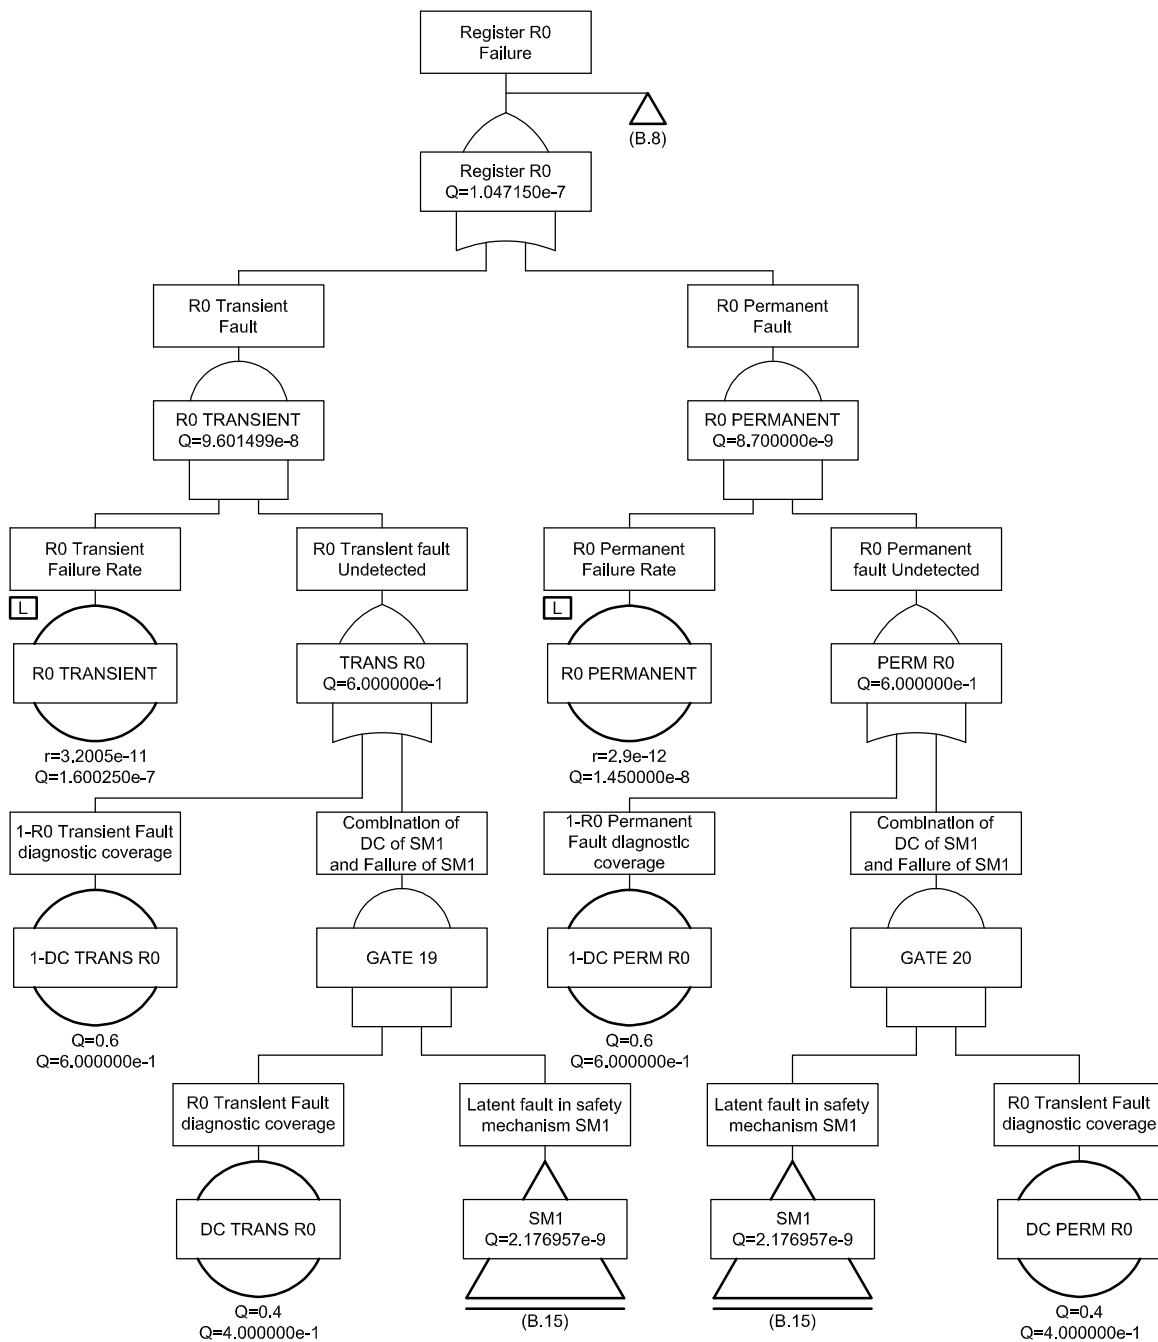 Register R0
Failure
(B.8)
Register R0
Q=1.047150e-7
R0 Transient
Fault
R0 Permanent
Fault
R0 TRANSIENT
Q=9.601499e-8
R0 PERMANENT
Q=8.700000e-9
R0 Transient
Failure Rate
R0 Transient fault
Undetected
R0 Permanent
Failure Rate
R0 Permanent
fault Undetected
L
L
R0 TRANSIENT
TRANS R0
Q=6.000000e-1
R0 PERMANENT
PERM R0
Q=6.000000e-1
r=3.2005e-11
Q=1.600250e-7
r=2.9e-12
Q=1.450000e-8
1-R0 Transient Fault
diagnostic coverage
Combination of
DC of SM1
and Failure of SM1
1-R0 Permanent
Fault diagnostic
coverage
Combination of
DC of SM1
and Failure of SM1
1-DC TRANS R0
GATE 19
1-DC PERM R0
GATE 20
Q=0.6
Q=6.000000e-1
Q=0.6
Q=6.000000e-1
R0 Transient Fault
diagnostic coverage
Latent fault in safety
mechanism SM1
Latent fault in safety
mechanism SM1
R0 Transient Fault
diagnostic coverage
DC TRANS R0
SM1
Q=2.176957e-9
SM1
Q=2.176957e-9
DC PERM R0
Q=0.4
Q=4.000000e-1
(B.15)
(B.15)
Q=0.4
Q=4.000000e-1